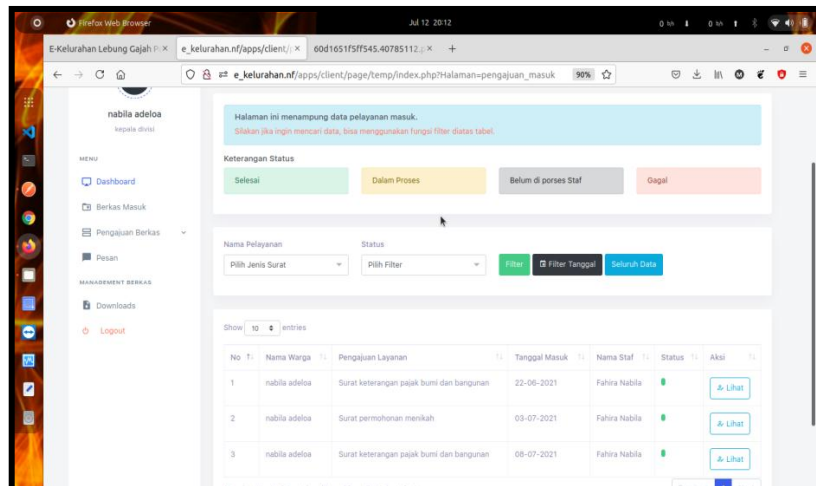 Firefox Web Browser
Jul 12 20:12
E-Kelurahan Lebung Gajah P
e_kelurahan.nf/apps/client/
60d1651f5ff545.40785112.
e_kelurahan.nf/apps/client/page/temp/index.php?Halaman=pengajuan_masuk
90%
nabila adeloa
kepala divisi
MENU
Dashboard
Berkas Masuk
Pengajuan Berkas
Pesan
MANAGEMENT BERKAS
Downloads
Logout
Halaman ini menampung data pelayanan masuk.
Silakan jika ingin mencari data, bisa menggunakan fungsi filter diatas tabel.
Keterangan Status
Selesai Dalam Proses Belum di porses Staf Gagal
Nama Pelayanan Status
Pilih Jenis Surat Pilih Filter Filter Filter Tanggal Seluruh Data
Show 10 entries
No Nama Warga Pengajuan Layanan Tanggal Masuk Nama Staf Status Aksi
1 nabila adeloa Surat keterangan pajak bumi dan bangunan 22-06-2021 Fahira Nabila Lihat
2 nabila adeloa Surat permohonan menikah 03-07-2021 Fahira Nabila Lihat
3 nabila adeloa Surat keterangan pajak bumi dan bangunan 08-07-2021 Fahira Nabila Lihat